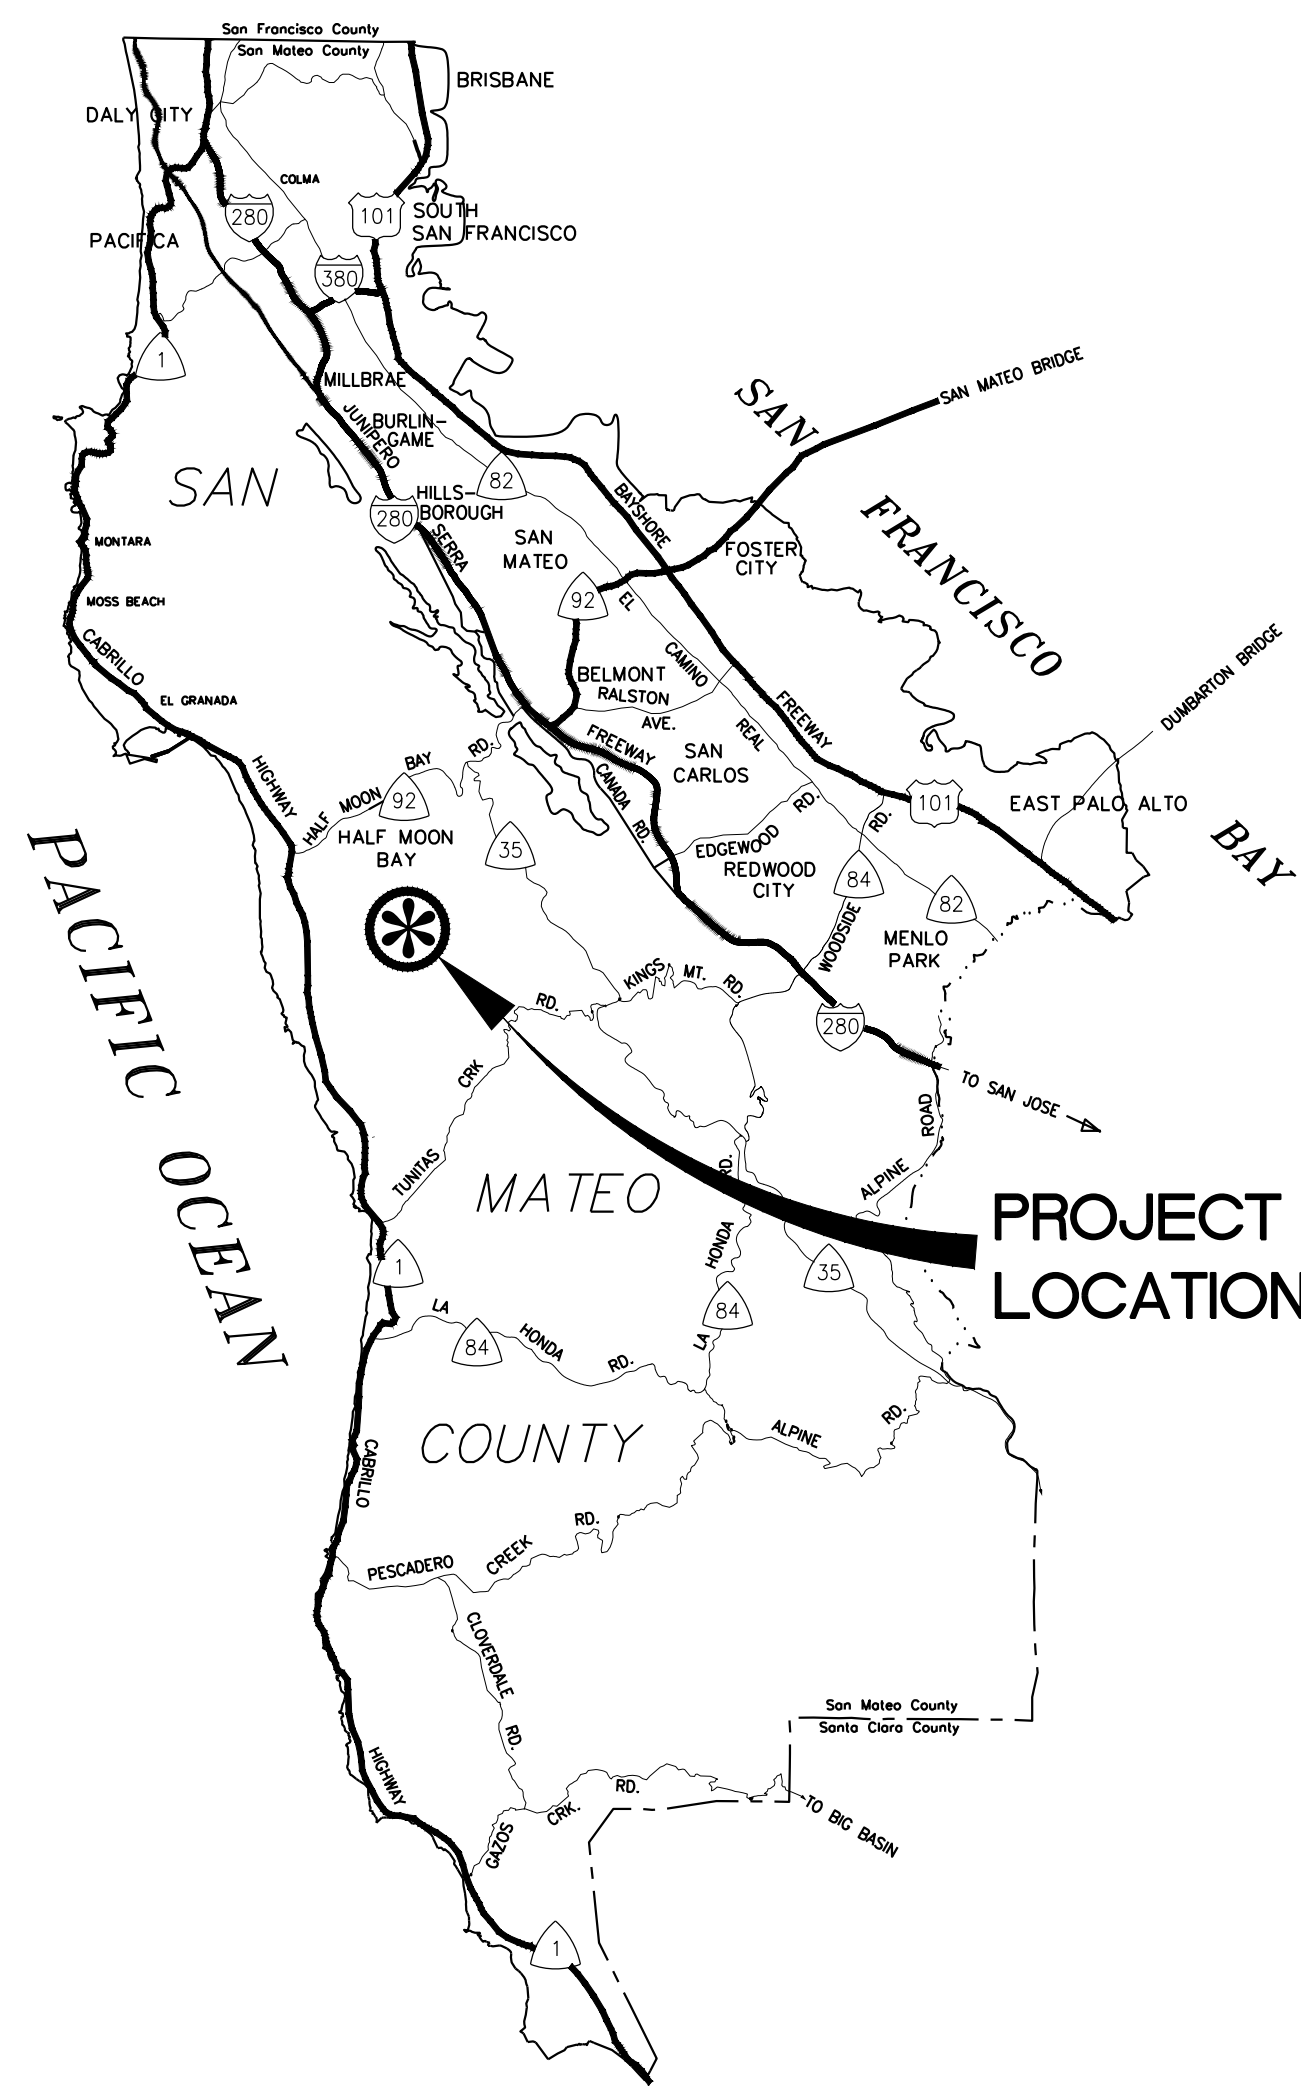 San Francisco County
San Mateo County
BRISBANE
DALY CITY
COLMA
280
101
SOUTH
SAN FRANCISCO
PACIFICA
380
1
MILLBRAE
SAN MATEO BRIDGE
JUNIPERO
BURLIN-
GAME
SAN
FRANCISCO
BAY
82
SAN
HILLS-
BOROUGH
280
SERRA
BAYSHORE
SAN
MATEO
FOSTER
CITY
MONTARA
MOSS BEACH
92
EL
CAMINO
REAL
CABRILLO
EL GRANADA
BELMONT
RALSTON
AVE.
FREEWAY
DUMBARTON BRIDGE
FREEWAY
SAN
CARLOS
HIGHWAY
HALF MOON
BAY
RD.
92
CANADA
RD.
HALF MOON
BAY
35
EDGEWOOD
RD.
RD.
101
EAST PALO ALTO
REDWOOD
CITY
84
82
WOODSIDE
MENLO
PARK
PACIFIC OCEAN
KINGS
MT.
RD.
RD.
280
CRK
TO SAN JOSE
ROAD
TUNITAS
MATEO
RD.
ALPINE
PROJECT
LOCATION
HONDA
35
1
84
LA
LA
84
HONDA
RD.
COUNTY
ALPINE
RD.
CABRILLO
RD.
CREEK
PESCADERO
CLOVERDALE
RD.
San Mateo County
Santa Clara County
HIGHWAY
RD.
CRK.
GAZOS
TO BIG BASIN
1